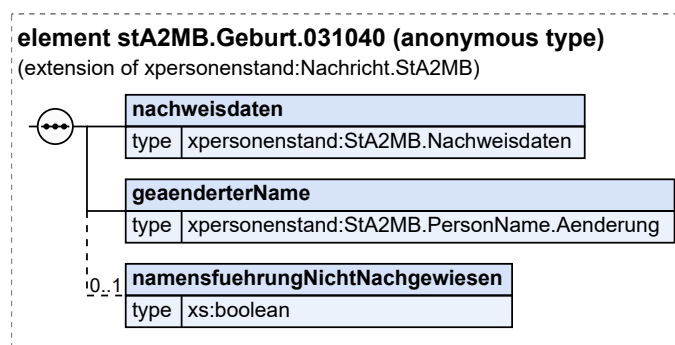 element stA2MB.Geburt.031040 (anonymous type)
(extension of xpersonenstand:Nachricht.StA2MB)
nachweisdaten
type xpersonenstand:StA2MB.Nachweisdaten
geaenderterName
type xpersonenstand:StA2MB.PersonName.Aenderung
0..1 namensfuehrungNichtNachgewiesen
type xs:boolean